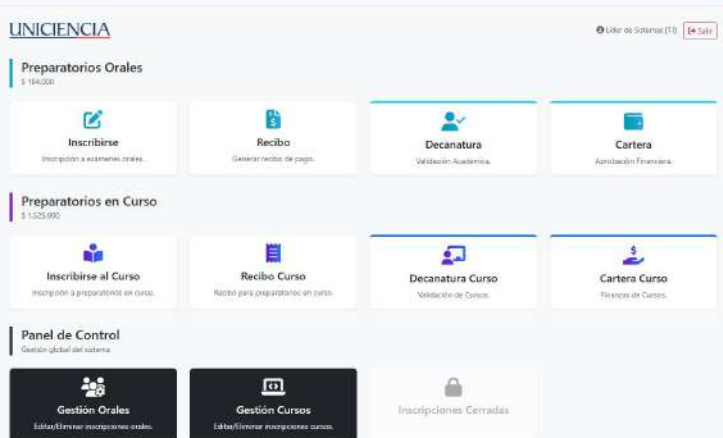 UNICIENCIA
Líder de Sistemas (TI)
Salir
Preparatorios Orales
$ 184.000
Inscribirse
Inscripción a exámenes orales.
Recibo
Generar recibo de pago.
Decanatura
Validación Académica.
Cartera
Aprobación Financiera.
Preparatorios en Curso
$ 1.525.000
Inscribirse al Curso
Inscripción a preparatorios en curso.
Recibo Curso
Recibo para preparatorios en curso.
Decanatura Curso
Validación de Cursos.
Cartera Curso
Finanzas de Cursos.
Panel de Control
Gestión global del sistema
Gestión Orales
Editar/Eliminar inscripciones orales.
Gestión Cursos
Editar/Eliminar inscripciones cursos.
Inscripciones Cerradas